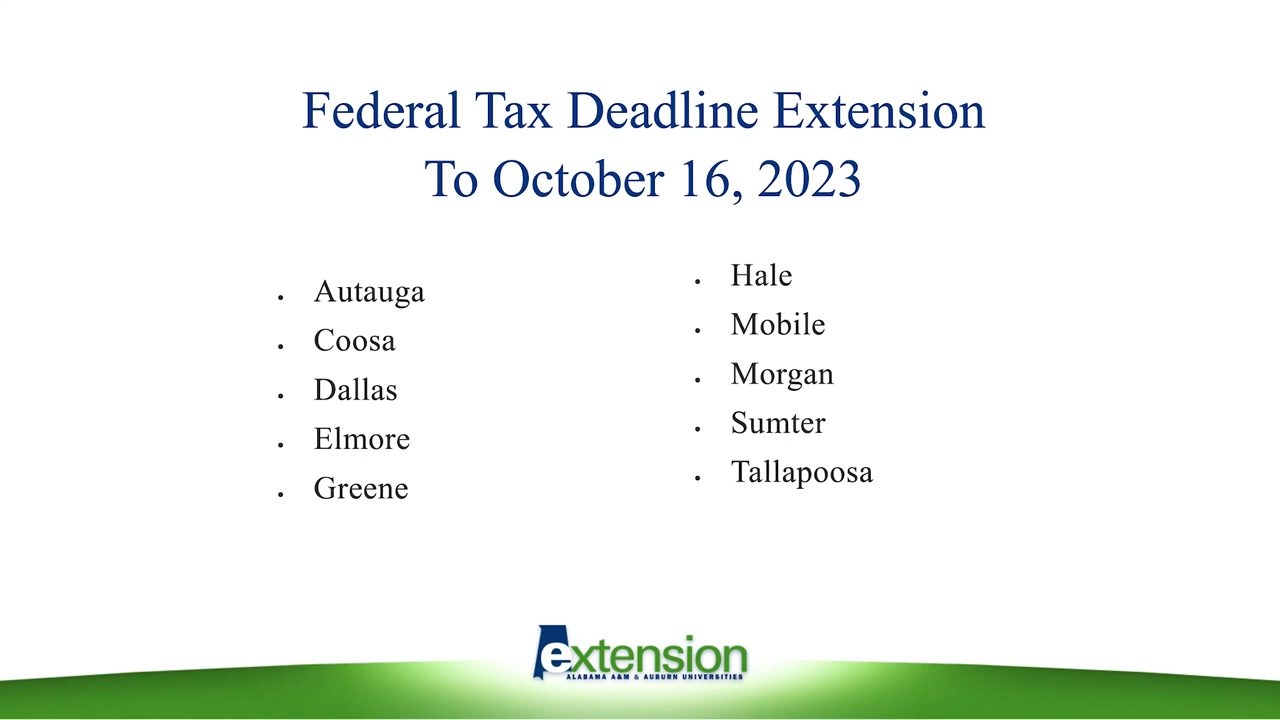 Federal Tax Deadline Extension
To October 16, 2023
Autauga
Coosa
Dallas
Elmore
Greene
Hale
Mobile
Morgan
Sumter
Tallapoosa
extension
ALABAMA A&M & AUBURN UNIVERSITIES